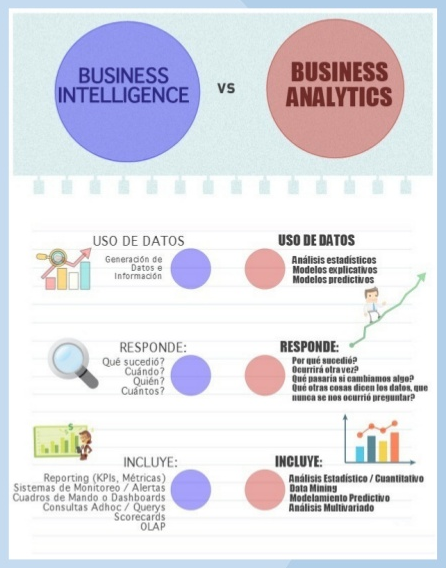 BUSINESS
INTELLIGENCE
VS
BUSINESS
ANALYTICS
USO DE DATOS
Generación de
Datos e
Información
USO DE DATOS
Análisis estadísticos
Modelos explicativos
Modelos predictivos
RESPONDE:
Qué sucedió?
Cuándo?
Quién?
Cuántos?
RESPONDE:
Por qué sucedió?
Ocurrirá otra vez?
Qué pasaría si cambiamos algo?
Qué otras cosas dicen los datos, que
nunca se nos ocurrió preguntar?
INCLUYE:
Reporting (KPIs, Métricas)
Sistemas de Monitoreo / Alertas
Cuadros de Mando o Dashboards
Consultas Adhoc / Querys
Scorecards
OLAP
INCLUYE:
Análisis Estadístico / Cuantitativo
Data Mining
Modelamiento Predictivo
Análisis Multivariado